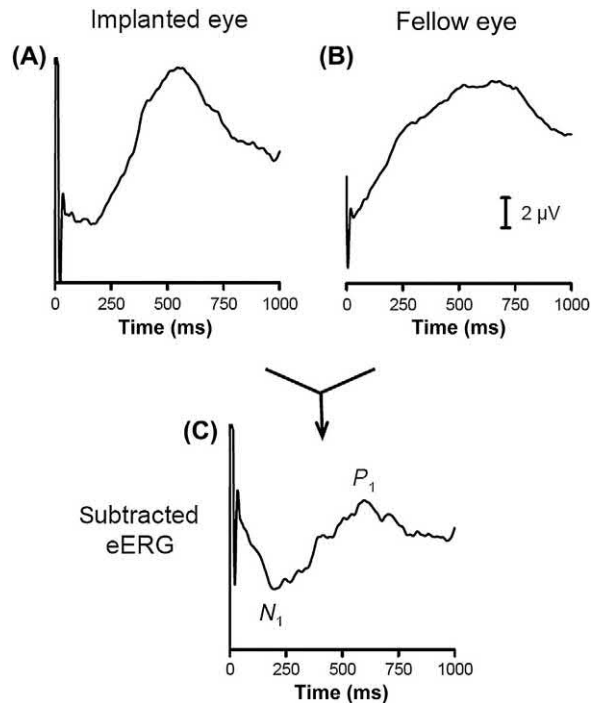 Implanted eye
Fellow eye
(A)
(B)
2 µV
0 250 500 750 1000
Time (ms)
0 250 500 750 1000
Time (ms)
(C)
P1
Subtracted
eERG
N1
0 250 500 750 1000
Time (ms)